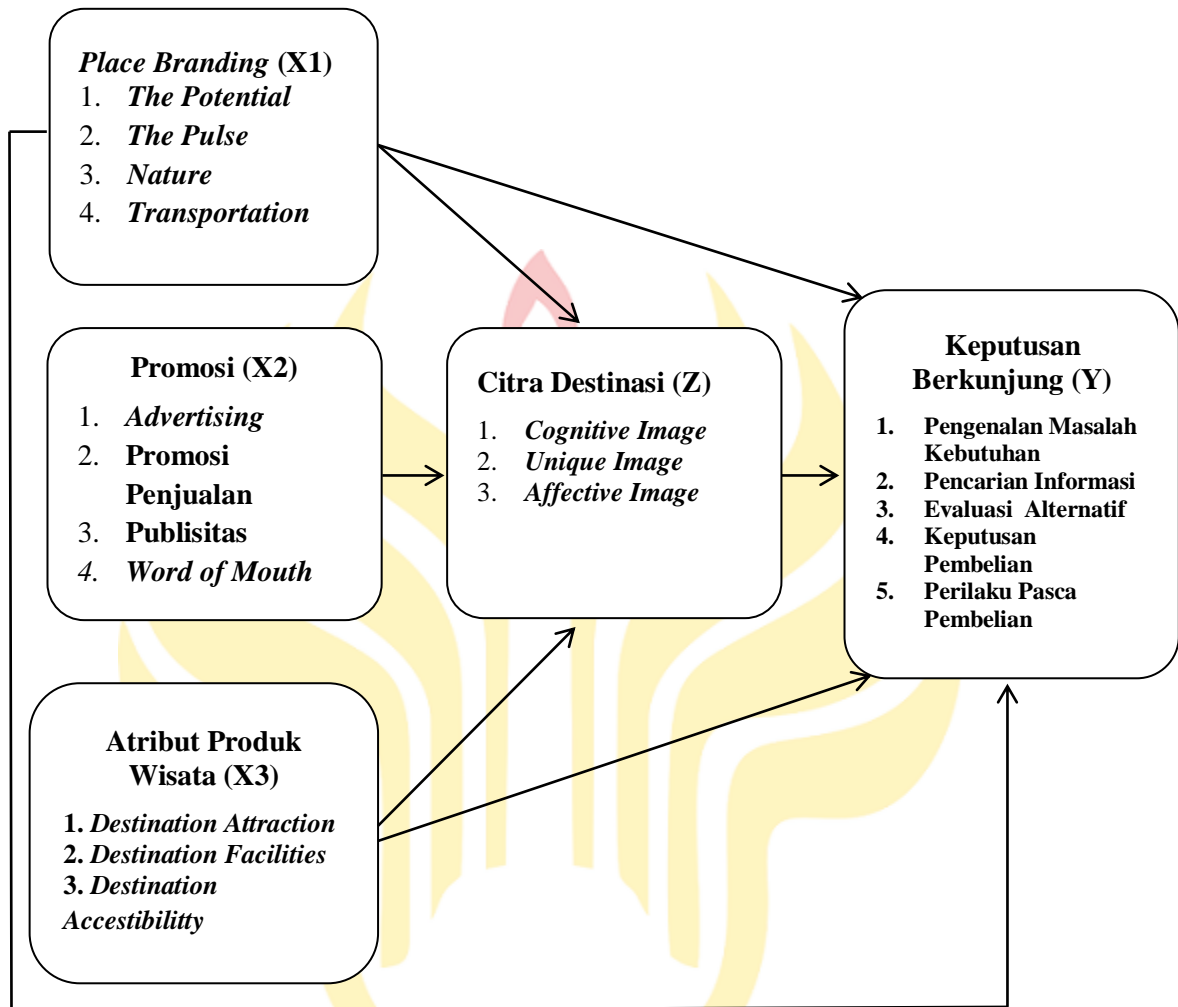 Place Branding (X1)
1. The Potential
2. The Pulse
3. Nature
4. Transportation
Promosi (X2)
1. Advertising
2. Promosi
Penjualan
3. Publisitas
4. Word of Mouth
Atribut Produk
Wisata (X3)
1. Destination Attraction
2. Destination Facilities
3. Destination
Accestibilitty
Citra Destinasi (Z)
1. Cognitive Image
2. Unique Image
3. Affective Image
Keputusan
Berkunjung (Y)
1. Pengenalan Masalah
Kebutuhan
2. Pencarian Informasi
3. Evaluasi Alternatif
4. Keputusan
Pembelian
5. Perilaku Pasca
Pembelian